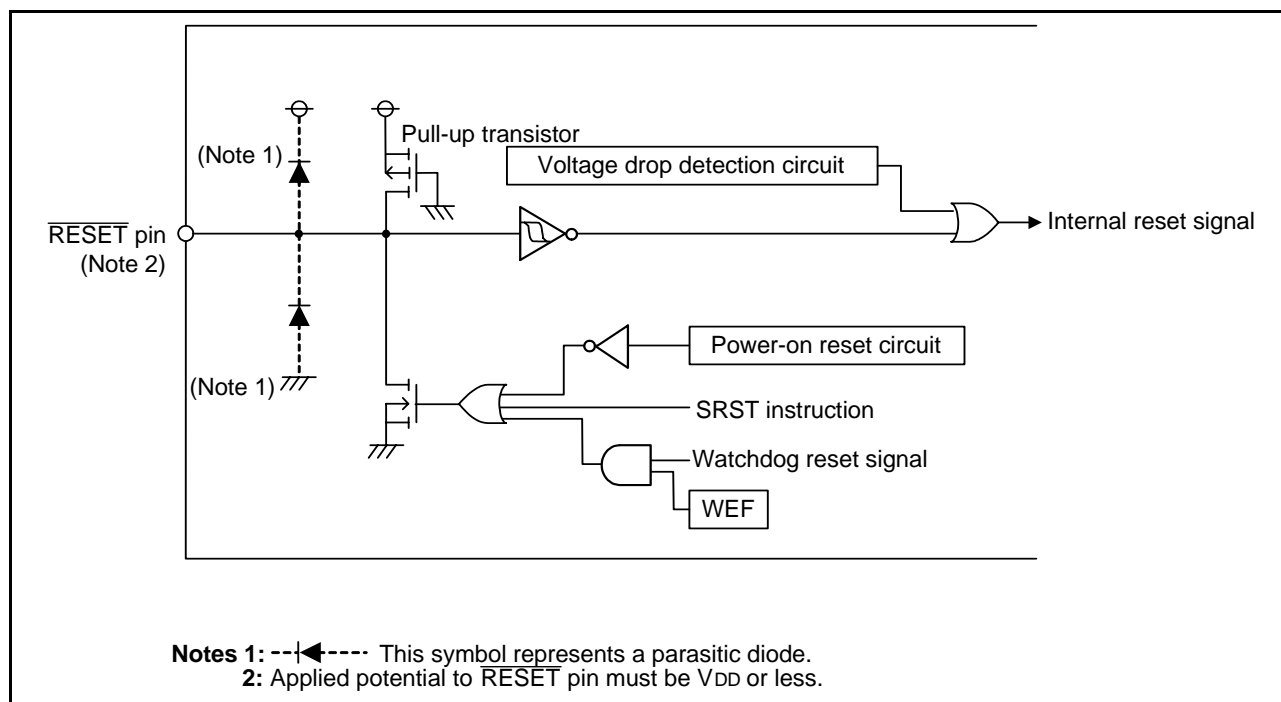 Pull-up transistor
(Note 1)
Voltage drop detection circuit
RESET pin
(Note 2)
Internal reset signal
(Note 1)
Power-on reset circuit
SRST instruction
Watchdog reset signal
WEF
Notes 1: This symbol represents a parasitic diode.
2: Applied potential to RESET pin must be VDD or less.